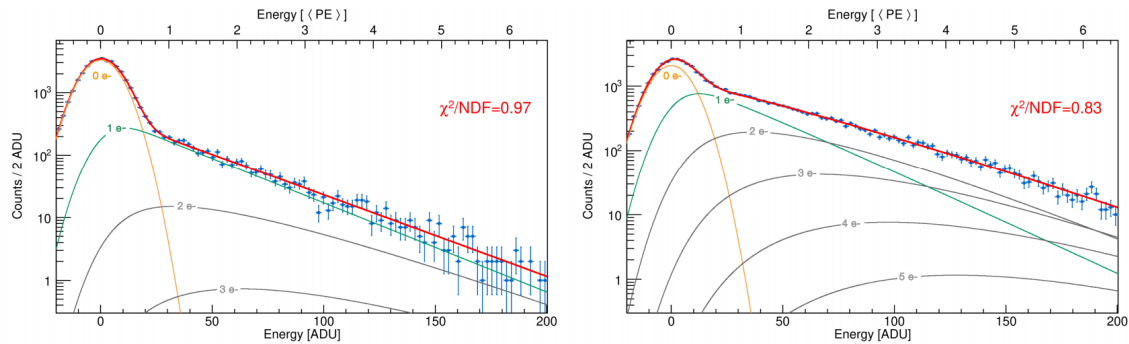 Energy [ ⟨ PE ⟩ ]
0 1 2 3 4 5 6
Counts / 2 ADU
10³
10²
10
1
0 e-
1 e-
2 e-
3 e-
χ²/NDF=0.97
0 50 100 150 200
Energy [ADU]
Energy [ ⟨ PE ⟩ ]
0 1 2 3 4 5 6
Counts / 2 ADU
10³
10²
10
1
0 e-
1 e-
2 e-
3 e-
4 e-
5 e-
χ²/NDF=0.83
0 50 100 150 200
Energy [ADU]